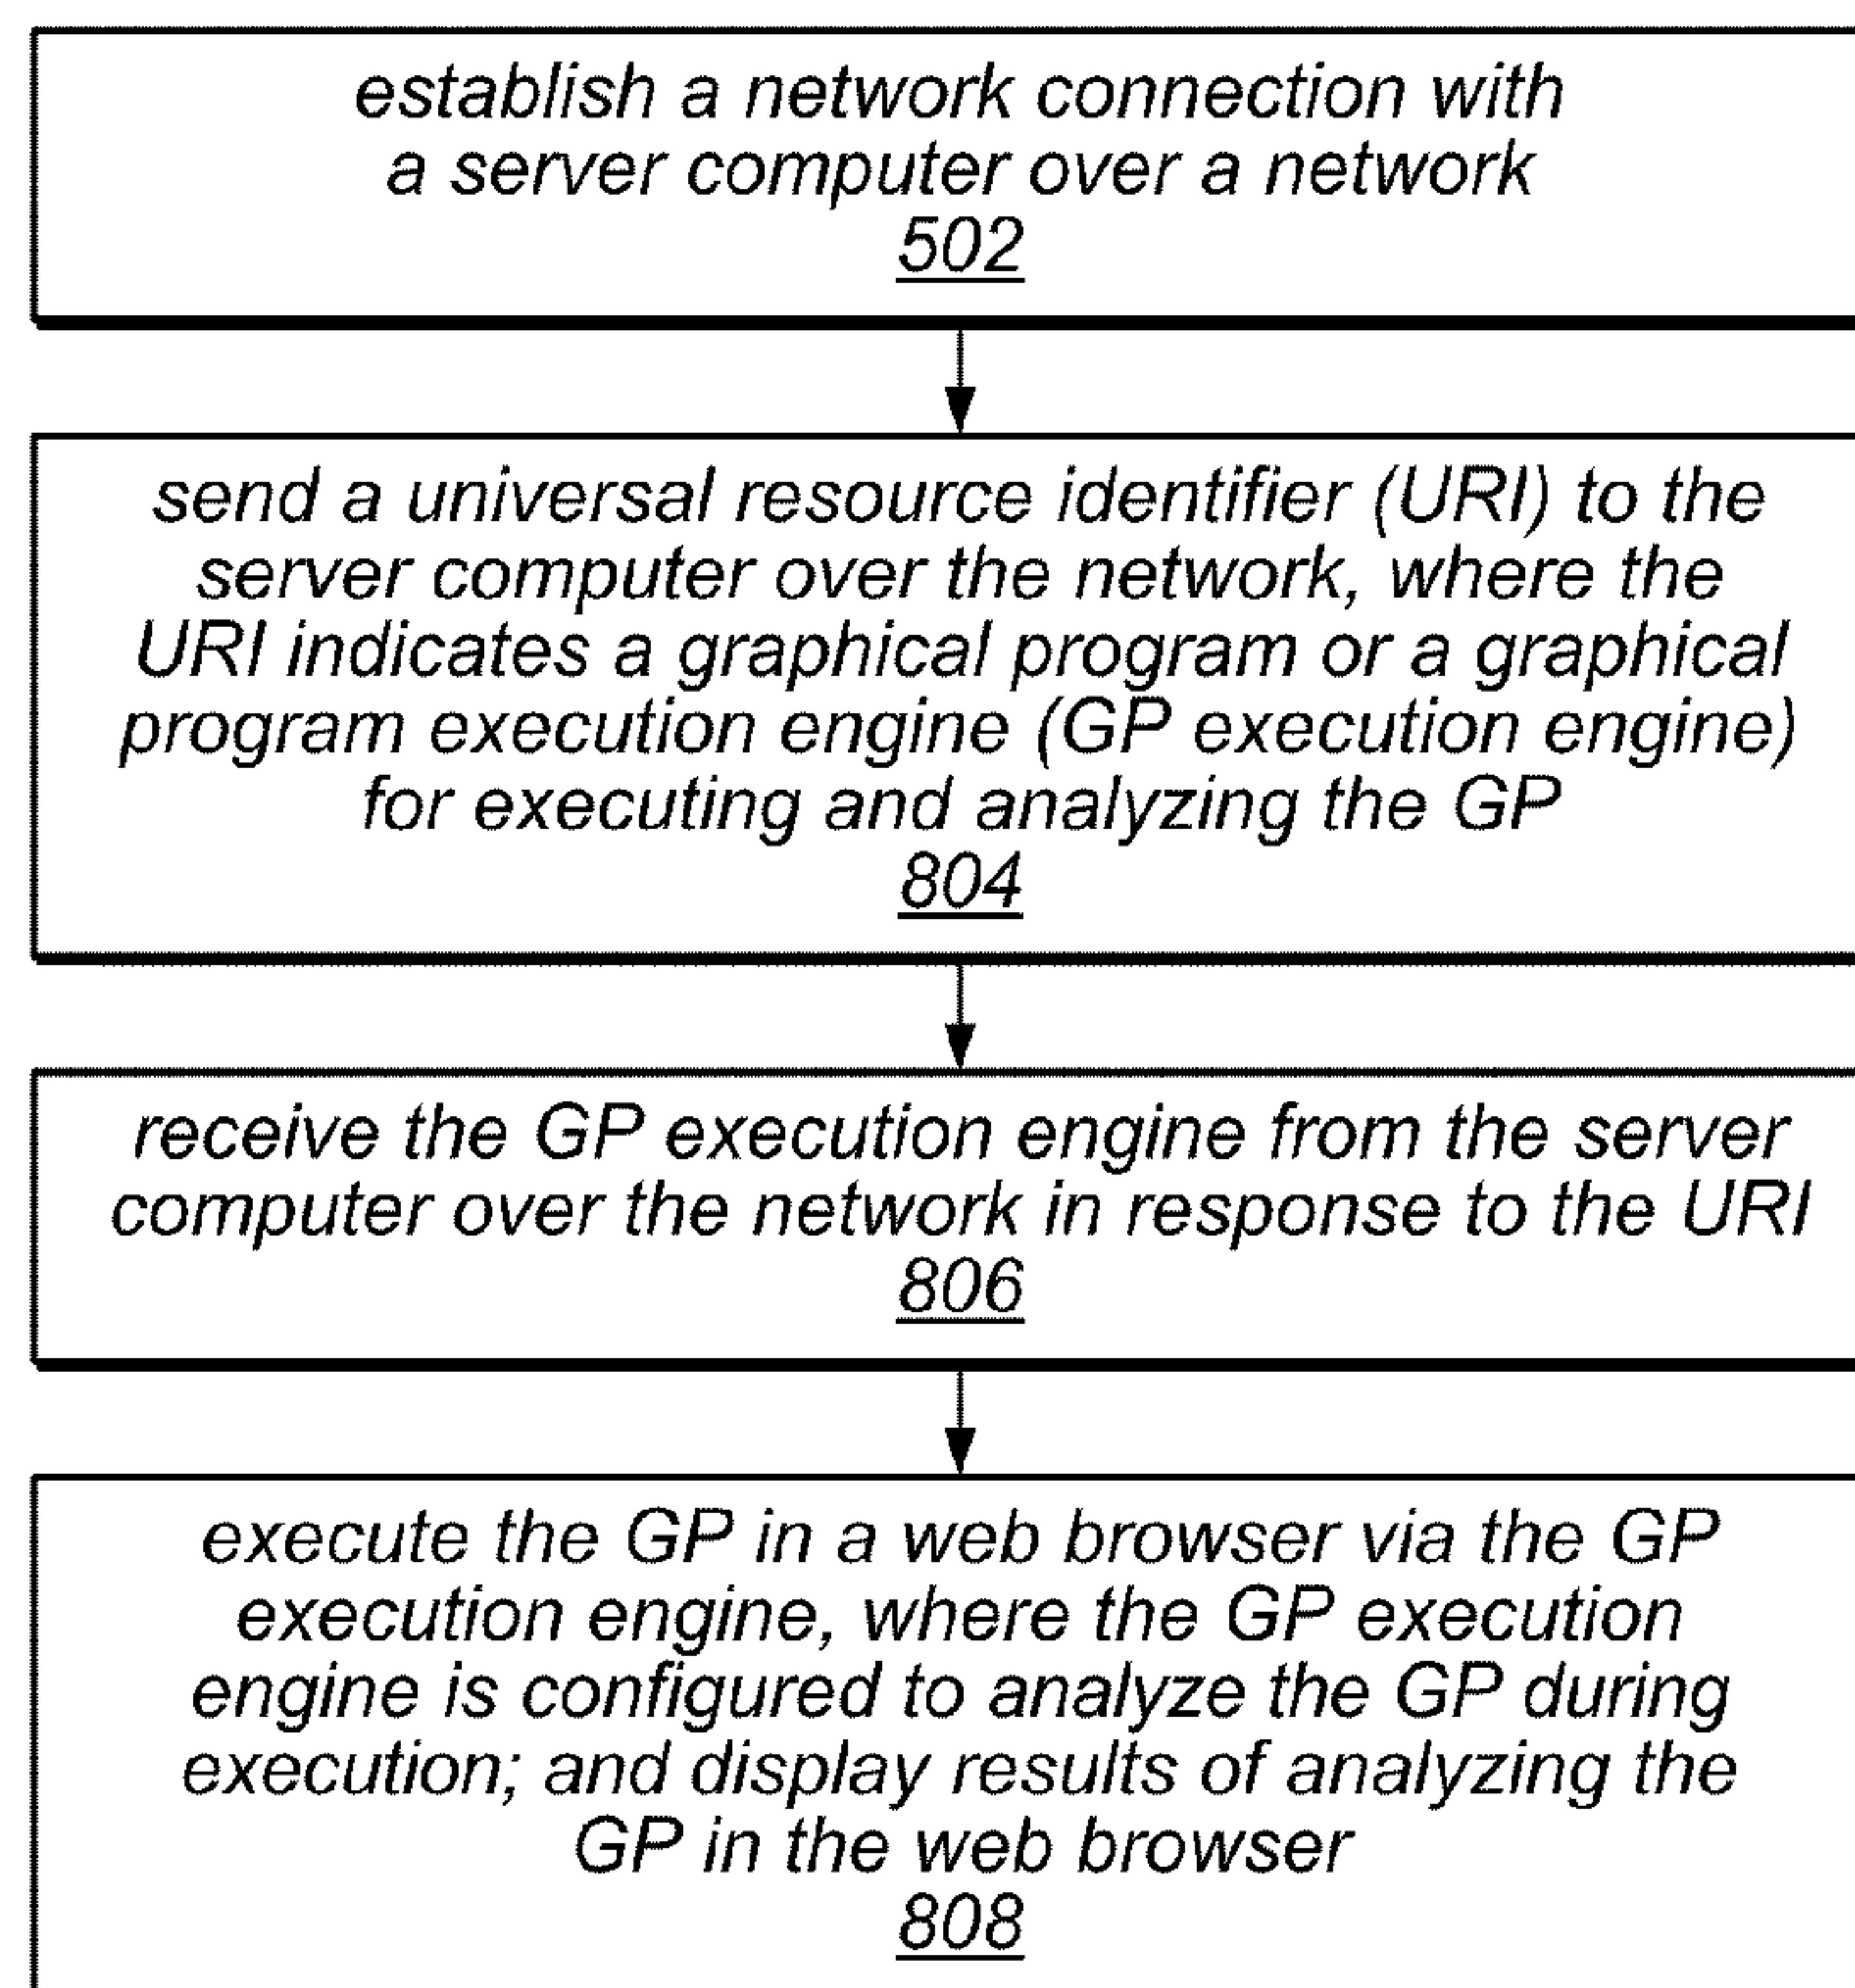 establish a network connection with
a server computer over a network
502
send a universal resource identifier (URI) to the
server computer over the network, where the
URI indicates a graphical program or a graphical
program execution engine (GP execution engine)
for executing and analyzing the GP
804
receive the GP execution engine from the server
computer over the network in response to the URI
806
execute the GP in a web browser via the GP
execution engine, where the GP execution
engine is configured to analyze the GP during
execution; and display results of analyzing the
GP in the web browser
808